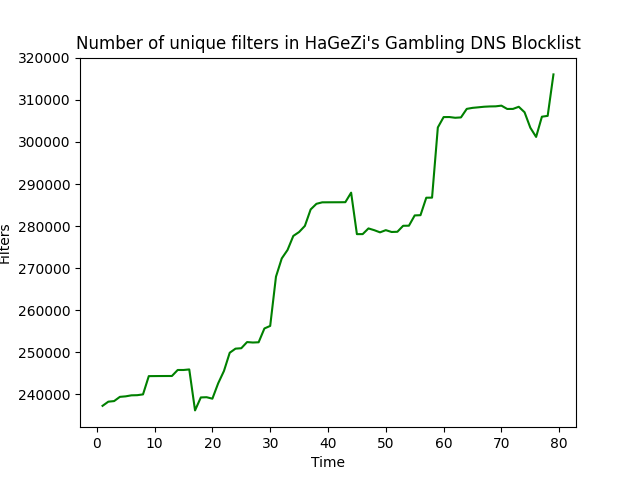 Number of unique filters in HaGeZi's Gambling DNS Blocklist
320000
310000
300000
290000
280000
270000
260000
250000
240000
Filters
0 10 20 30 40 50 60 70 80
Time